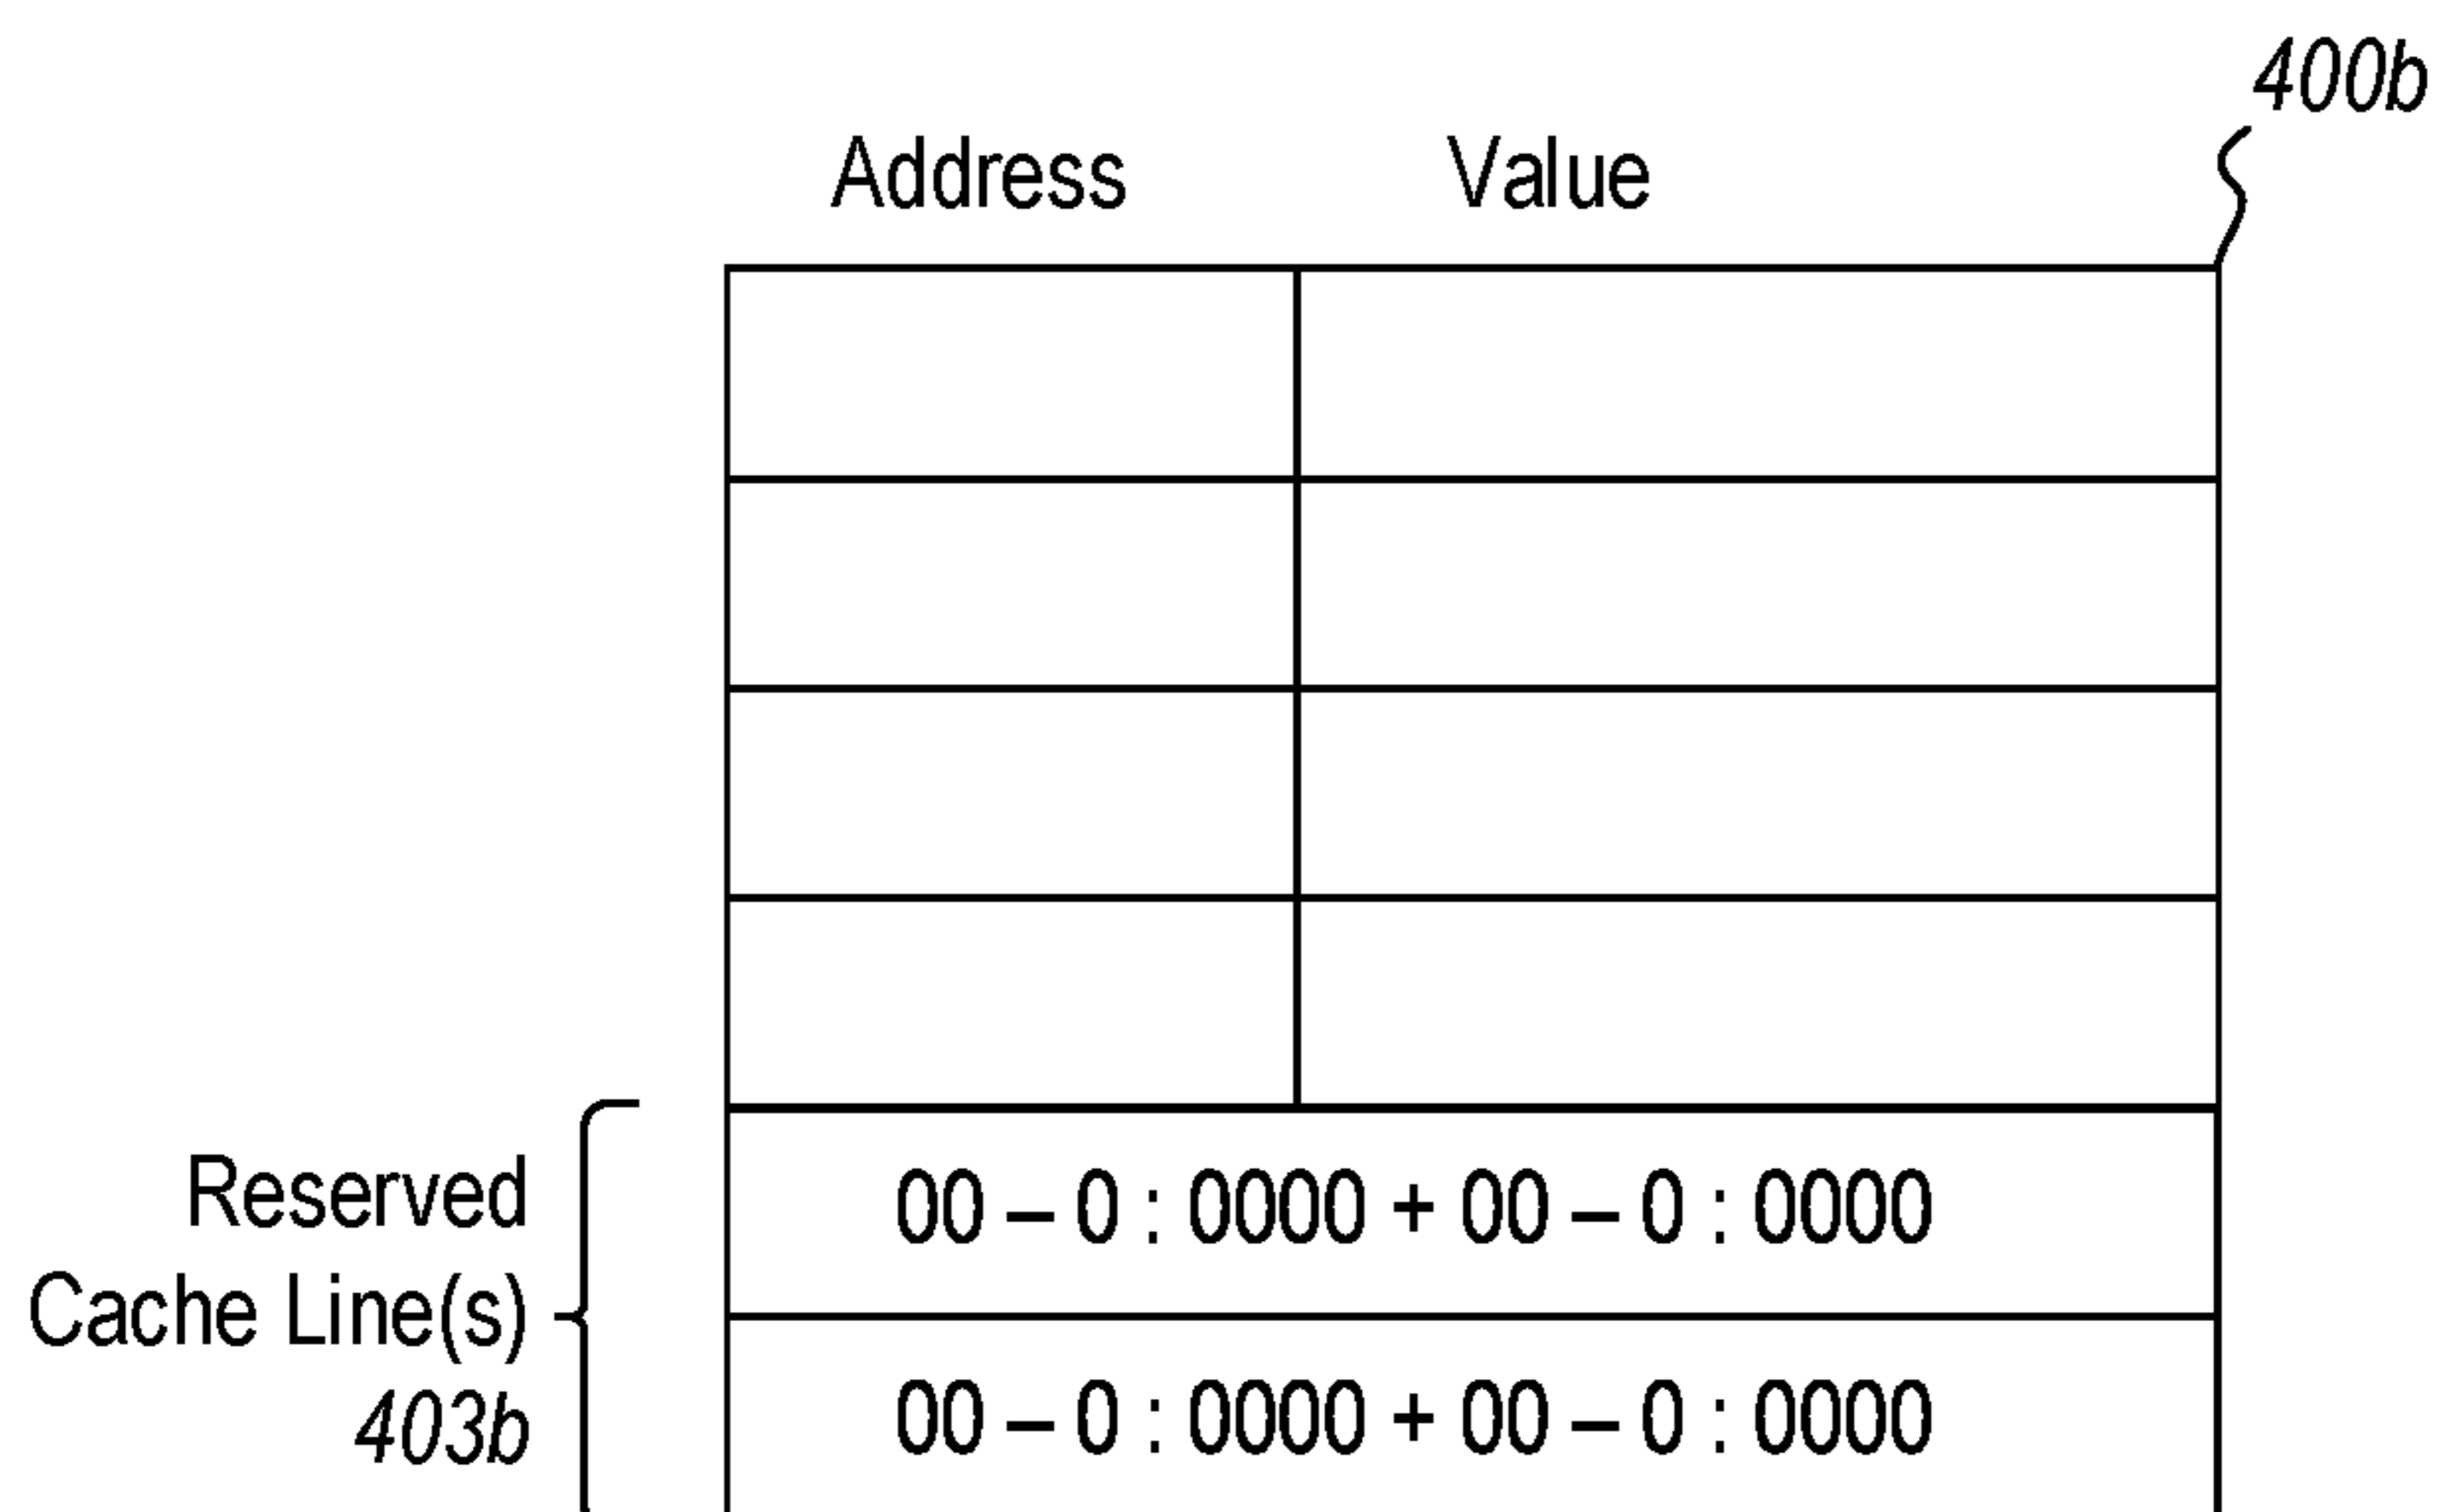 400b
Address Value
Reserved
Cache Line(s)
403b
00 – 0 : 0000 + 00 – 0 : 0000
00 – 0 : 0000 + 00 – 0 : 0000